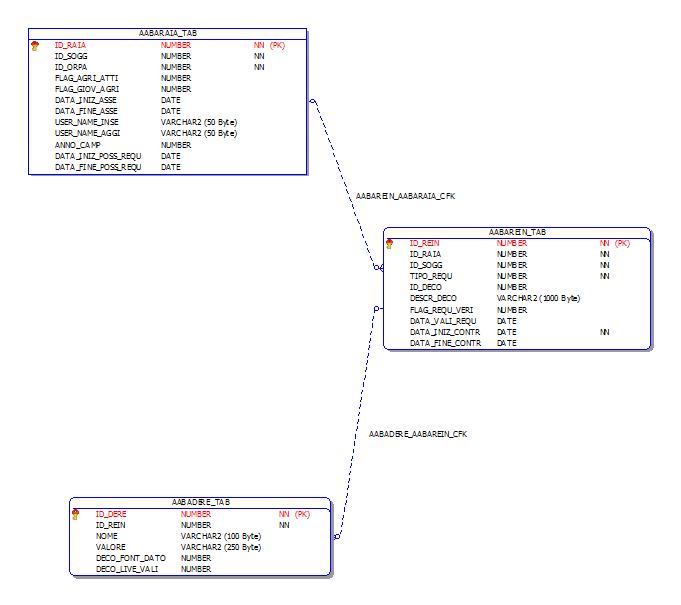 AABARAIA_TAB
ID_RAIA NUMBER NN (PK)
ID_SOGG NUMBER NN
ID_ORPA NUMBER NN
FLAG_AGRI_ATTI NUMBER
FLAG_GIOV_AGRI NUMBER
DATA_INIZ_ASSE DATE
DATA_FINE_ASSE DATE
USER_NAME_INSE VARCHAR2 (50 Byte)
USER_NAME_AGGI VARCHAR2 (50 Byte)
ANNO_CAMP NUMBER
DATA_INIZ_POSS_REQU DATE
DATA_FINE_POSS_REQU DATE
AABAREIN_AABARAIA_CFK
AABAREIN_TAB
ID_REIN NUMBER NN (PK)
ID_RAIA NUMBER NN
ID_SOGG NUMBER NN
TIPO_REQU NUMBER NN
ID_DECO NUMBER
DESCR_DECO VARCHAR2 (1000 Byte)
FLAG_REQU_VERI NUMBER
DATA_VALI_REQU DATE
DATA_INIZ_CONTR DATE NN
DATA_FINE_CONTR DATE
AABADERE_AABAREIN_CFK
AABADERE_TAB
ID_DERE NUMBER NN (PK)
ID_REIN NUMBER NN
NOME VARCHAR2 (100 Byte)
VALORE VARCHAR2 (250 Byte)
DECO_FONT_DATO NUMBER
DECO_LIVE_VALI NUMBER